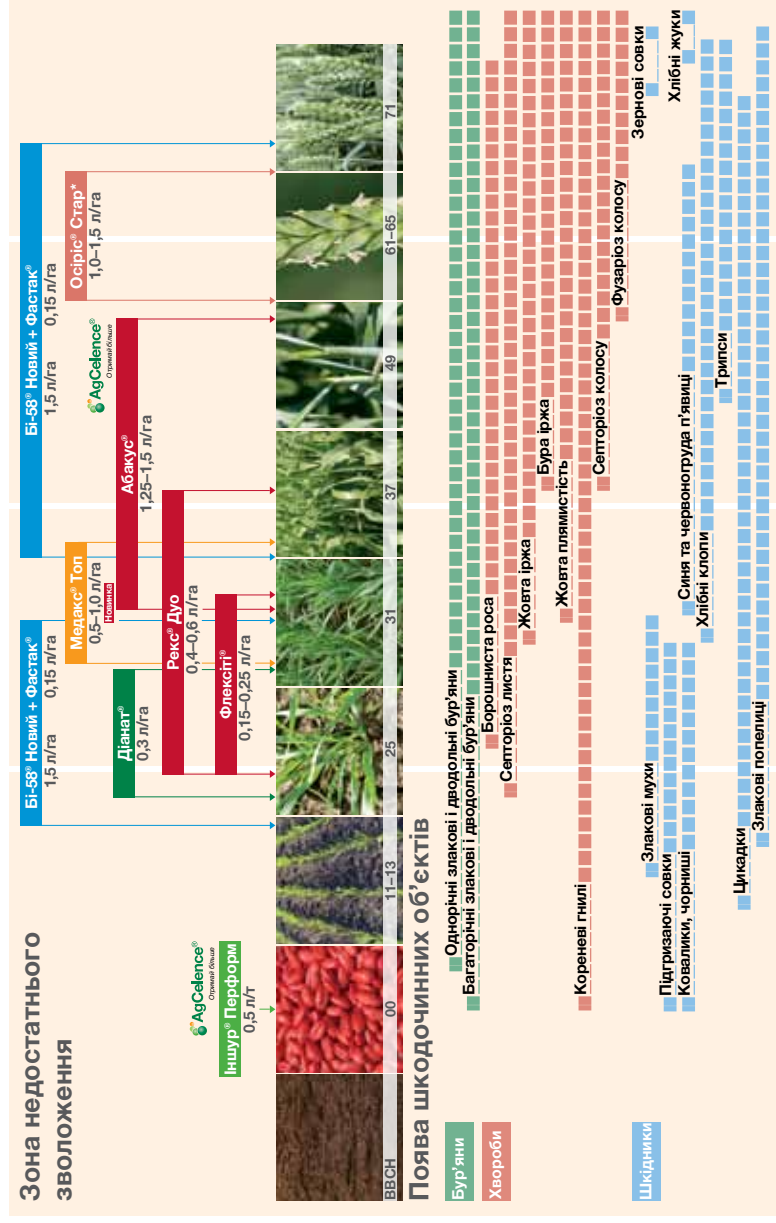 Зона недостатнього
зволоження
Бі-58® Новий + Фастак®
1,5 л/га 0,15 л/га
Бі-58® Новий + Фастак®
1,5 л/га 0,15 л/га
Медакс® Топ
0,5–1,0 л/га
Новинка
Осіріс® Стар*
1,0–1,5 л/га
AgCelence®
Отримай більше
Діанат®
0,3 л/га
Абакус®
1,25–1,5 л/га
Рекс® Дуо
0,4–0,6 л/га
AgCelence®
Отримай більше
Іншур® Перформ
0,5 л/т
Флексіті®
0,15–0,25 л/га
BBCH 00 11–13 25 31 37 49 61–65 71
Поява шкодочинних об’єктів
Бур’яни
Однорічні злакові і дводольні бур’яни
Багаторічні злакові і дводольні бур’яни
Хвороби
Борошниста роса
Септоріоз листя
Жовта іржа
Бура іржа
Жовта плямистість
Кореневі гнилі
Септоріоз колосу
Фузаріоз колосу
Шкідники
Зернові совки
Злакові мухи
Підтризаючі совки
Ковалики, чорниші
Синя та червоногруда п’явиці
Хлібні жуки
Хлібні клопи
Трипси
Цикадки
Злакові попелиці